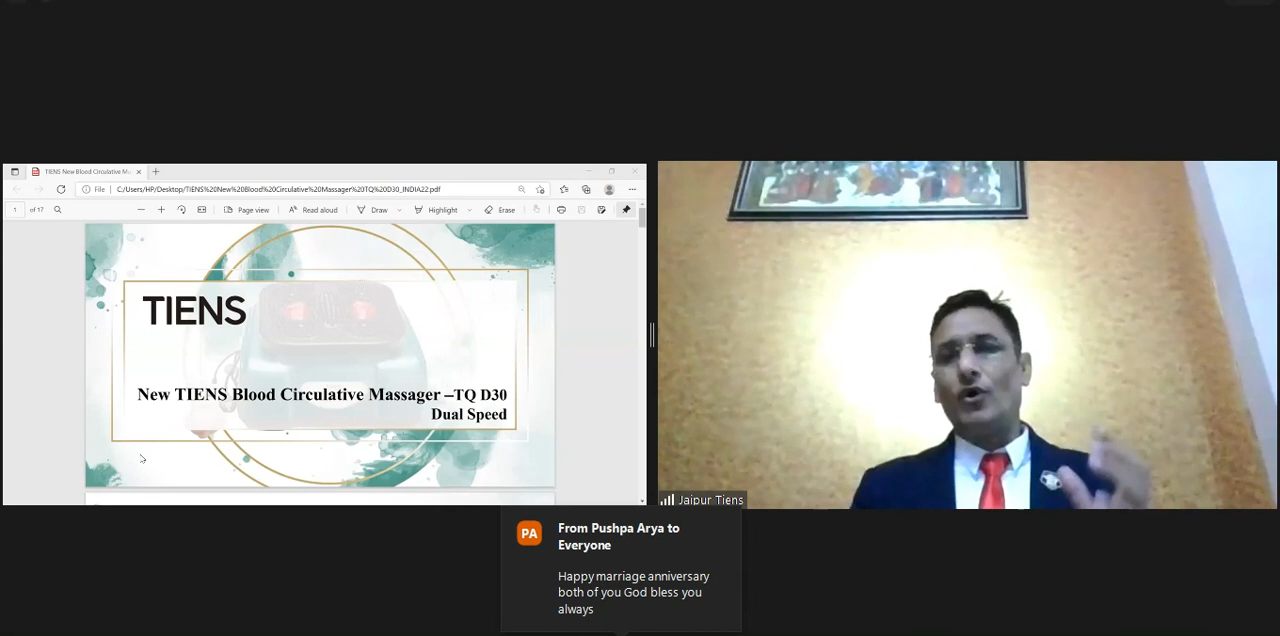 TIENS New Blood Circulative M
File
C:/Users/HP/Desktop/TIENS%20New%20Blood%20Circulative%20Massager%20TQ%20D30_INDIA22.pdf
1 of 17
Page view
Read aloud
Draw
Highlight
Erase
TIENS
New TIENS Blood Circulative Massager –TQ D30
Dual Speed
Jaipur Tiens
PA
From Pushpa Arya to
Everyone
Happy marriage anniversary
both of you God bless you
always